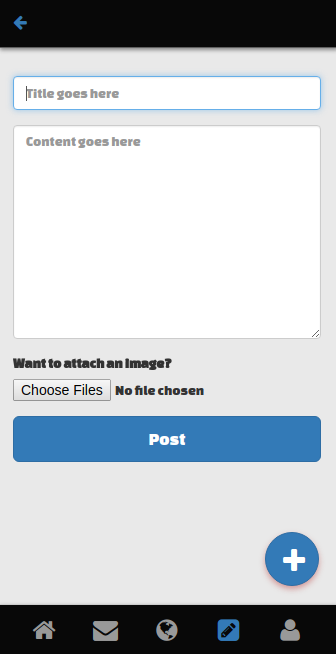 Title goes here
Content goes here
Want to attach an image?
Choose Files No file chosen
Post